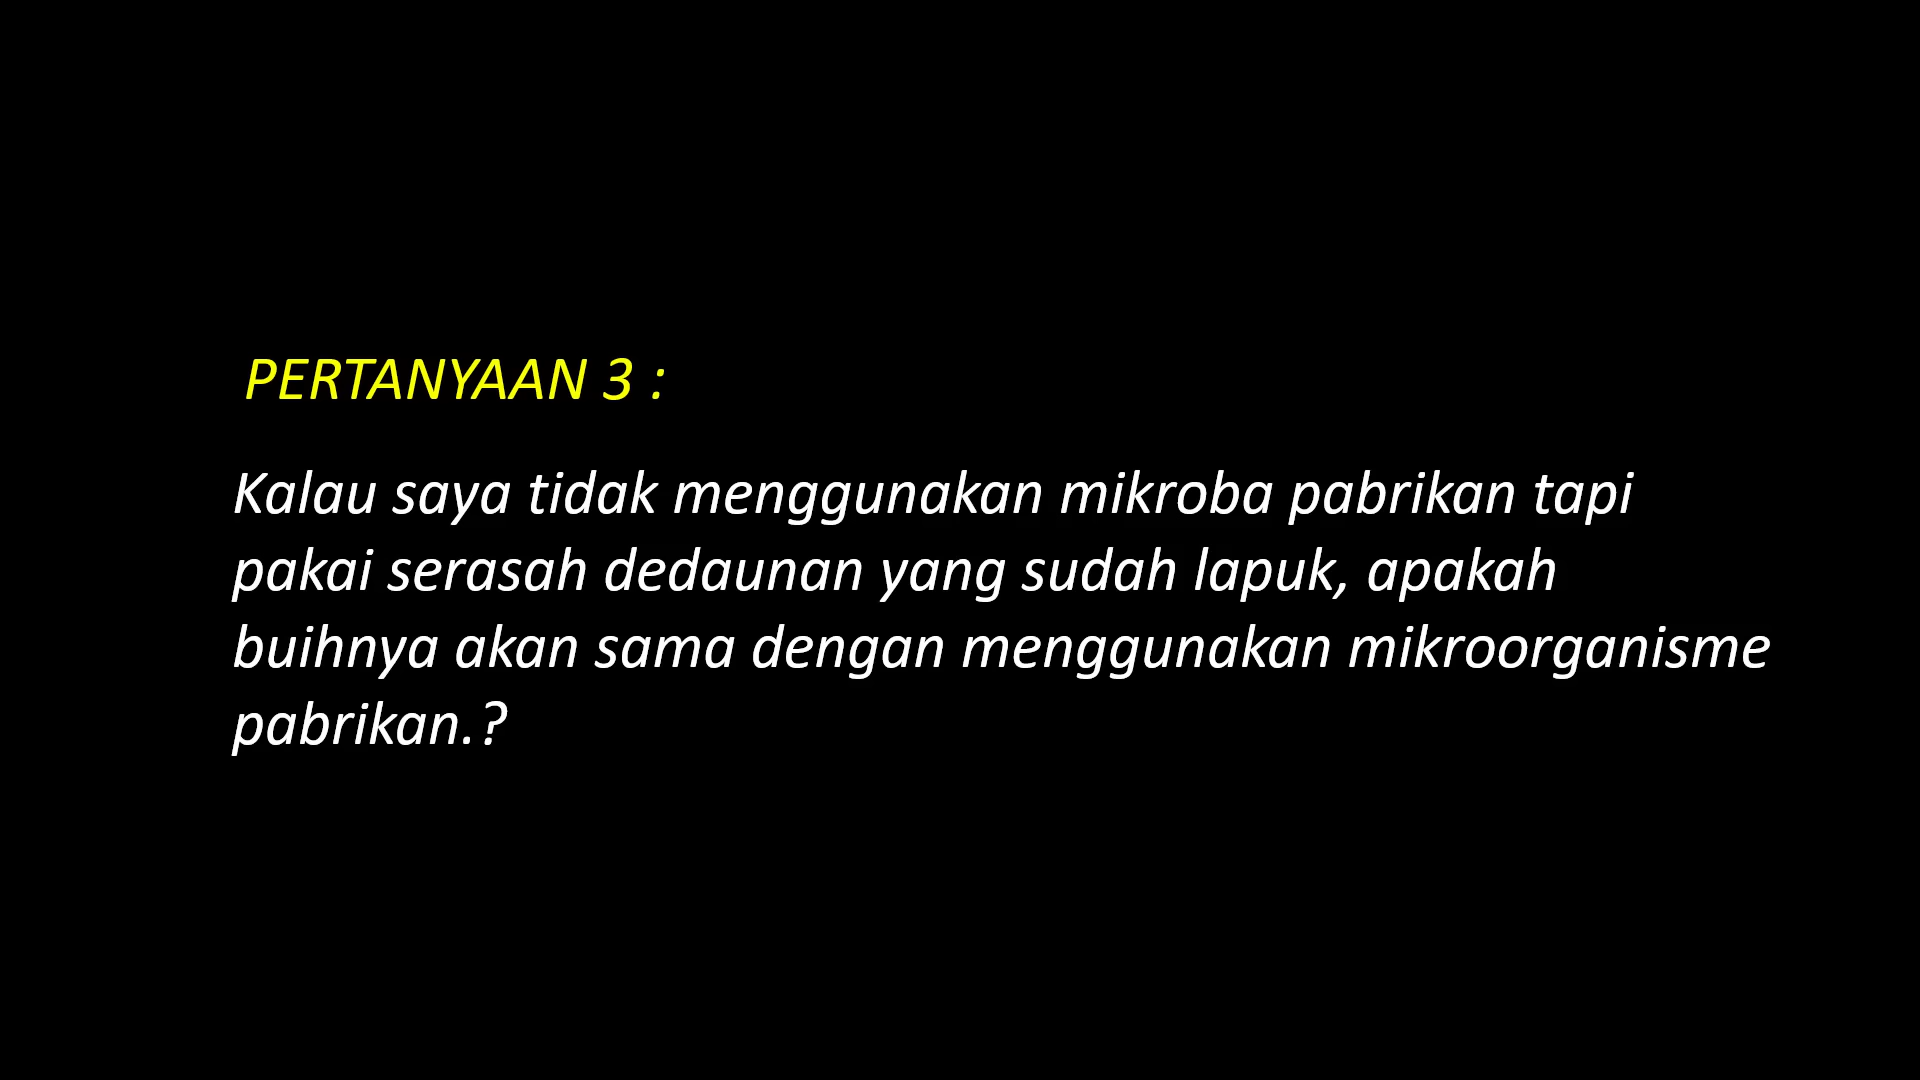 PERTANYAAN 3 :
Kalau saya tidak menggunakan mikroba pabrikan tapi
pakai serasah dedaunan yang sudah lapuk, apakah
buihnya akan sama dengan menggunakan mikroorganisme
pabrikan.?